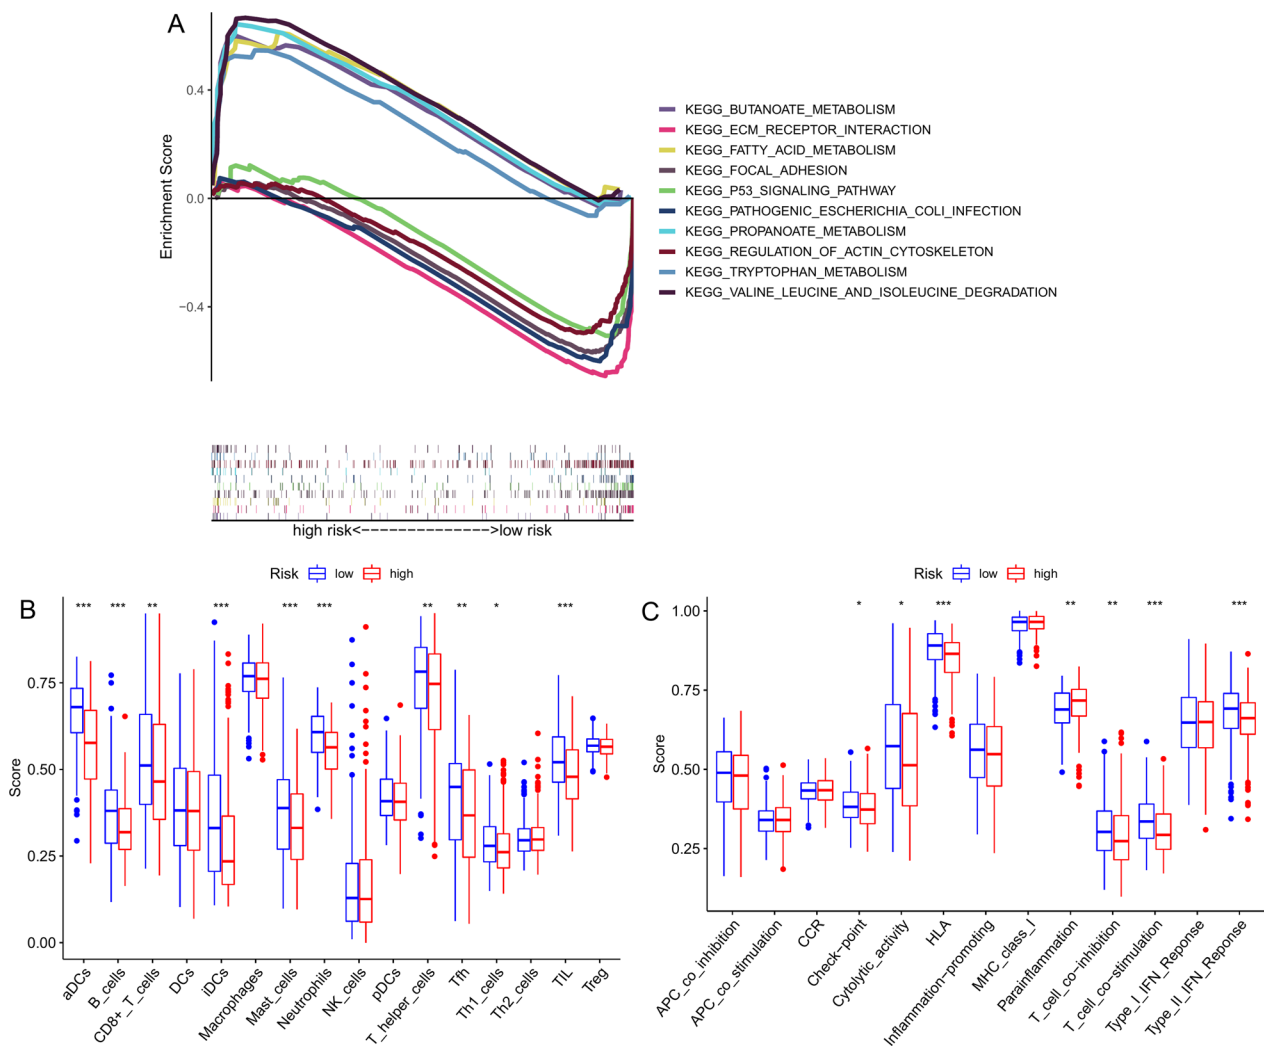 A
Enrichment Score
0.4
0.0
−0.4
KEGG_BUTANOATE_METABOLISM
KEGG_ECM_RECEPTOR_INTERACTION
KEGG_FATTY_ACID_METABOLISM
KEGG_FOCAL_ADHESION
KEGG_P53_SIGNALING_PATHWAY
KEGG_PATHOGENIC_ESCHERICHIA_COLI_INFECTION
KEGG_PROPANOATE_METABOLISM
KEGG_REGULATION_OF_ACTIN_CYTOSKELETON
KEGG_TRYPTOPHAN_METABOLISM
KEGG_VALINE_LEUCINE_AND_ISOLEUCINE_DEGRADATION
high risk<--------------->low risk
B
Risk low high
*** *** ** *** *** *** ** ** * ***
Score
0.75
0.50
0.25
0.00
aDCs
B_cells
CD8+_T_cells
DCs
iDCs
Macrophages
Mast_cells
Neutrophils
NK_cells
pDCs
T_helper_cells
Tfh
Th1_cells
Th2_cells
TIL
Treg
C
Risk low high
* * *** ** ** *** ***
Score
1.00
0.75
0.50
0.25
APC_co_inhibition
APC_co_stimulation
CCR
Check−point
Cytolytic_activity
HLA
Inflammation−promoting
MHC_class_I
Parainflammation
T_cell_co−inhibition
T_cell_co−stimulation
Type_I_IFN_Reponse
Type_II_IFN_Reponse